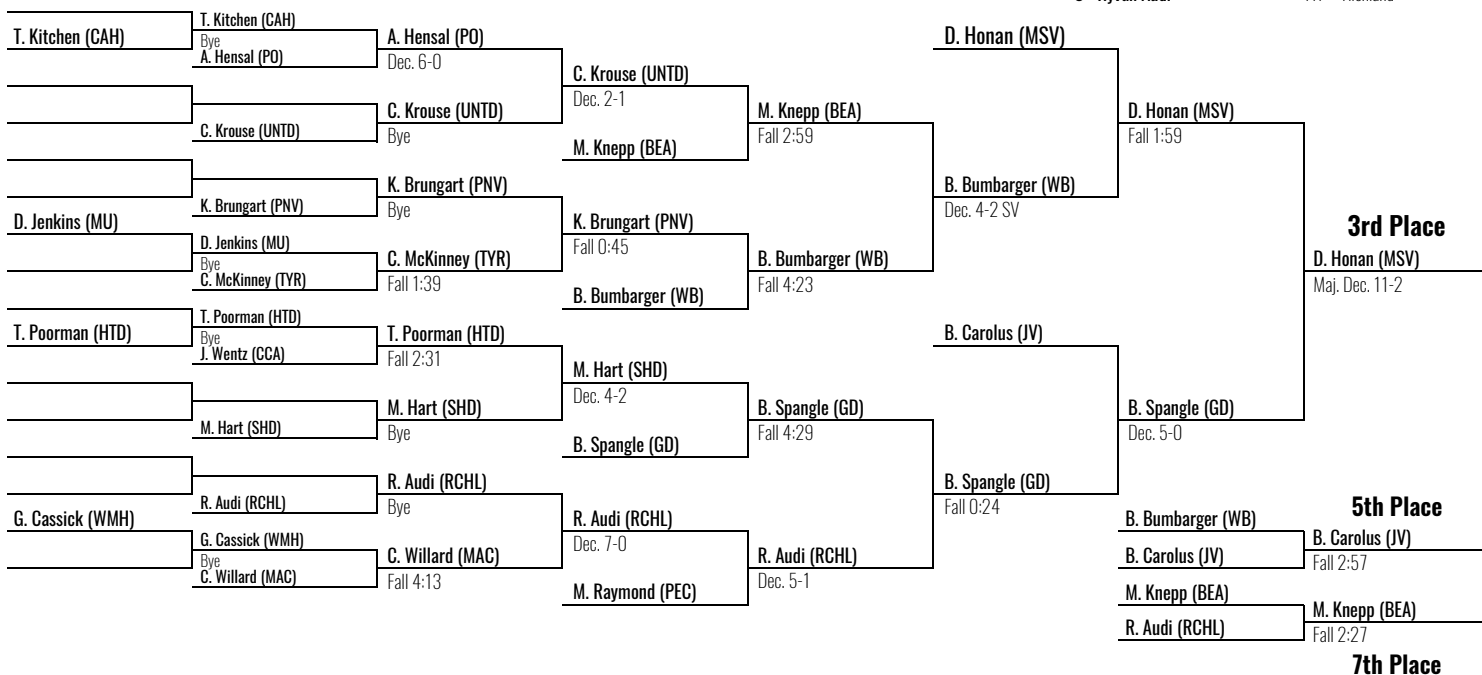 T. Kitchen (CAH)
D. Jenkins (MU)
T. Poorman (HTD)
G. Cassick (WMH)
T. Kitchen (CAH)
Bye
A. Hensal (PO)
C. Krouse (UNTD)
K. Brungart (PNV)
D. Jenkins (MU)
Bye
C. McKinney (TYR)
T. Poorman (HTD)
Bye
J. Wentz (CCA)
M. Hart (SHD)
R. Audi (RCHL)
G. Cassick (WMH)
Bye
C. Willard (MAC)
A. Hensal (PO)
Dec. 6-0
C. Krouse (UNTD)
Bye
K. Brungart (PNV)
Bye
C. McKinney (TYR)
Fall 1:39
T. Poorman (HTD)
Fall 2:31
M. Hart (SHD)
Bye
R. Audi (RCHL)
Bye
C. Willard (MAC)
Fall 4:13
C. Krouse (UNTD)
Dec. 2-1
M. Knepp (BEA)
K. Brungart (PNV)
Fall 0:45
B. Bumbarger (WB)
M. Hart (SHD)
Dec. 4-2
B. Spangle (GD)
R. Audi (RCHL)
Dec. 7-0
M. Raymond (PEC)
M. Knepp (BEA)
Fall 2:59
B. Bumbarger (WB)
Fall 4:23
B. Spangle (GD)
Fall 4:29
R. Audi (RCHL)
Dec. 5-1
D. Honan (MSV)
B. Bumbarger (WB)
Dec. 4-2 SV
B. Carolus (JV)
B. Spangle (GD)
Fall 0:24
D. Honan (MSV)
Fall 1:59
B. Spangle (GD)
Dec. 5-0
3rd Place
D. Honan (MSV)
Maj. Dec. 11-2
B. Bumbarger (WB)
B. Carolus (JV)
5th Place
B. Carolus (JV)
Fall 2:57
M. Knepp (BEA)
R. Audi (RCHL)
M. Knepp (BEA)
Fall 2:27
7th Place